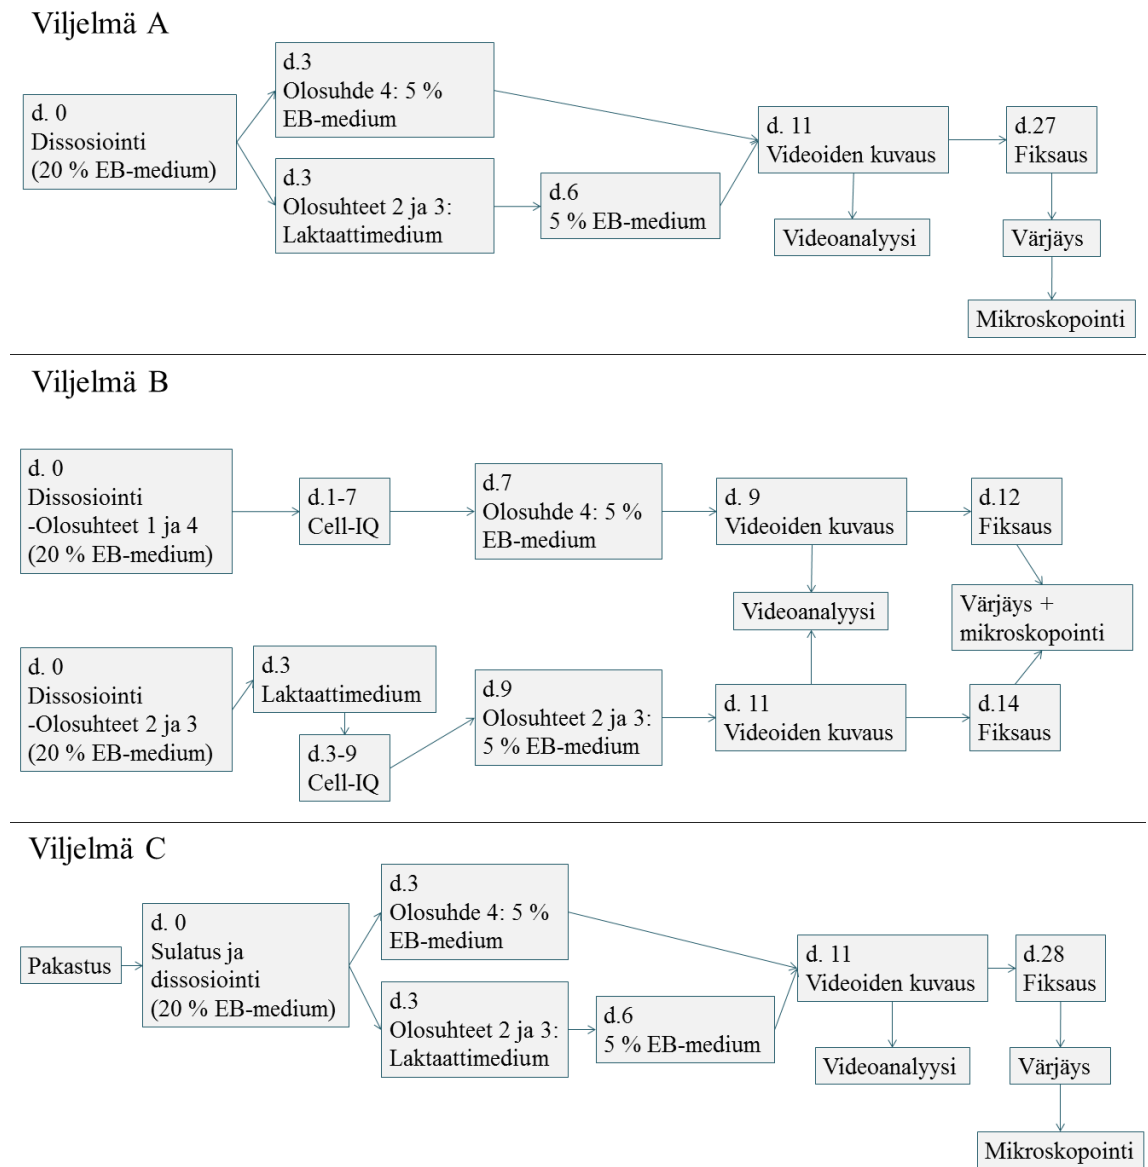 Viljelmä A
d. 0
Dissosiointi
(20 % EB-medium)
d.3
Olosuhde 4: 5 %
EB-medium
d.3
Olosuhteet 2 ja 3:
Laktaattimedium
d.6
5 % EB-medium
d. 11
Videoiden kuvaus
Videoanalyysi
d.27
Fiksaus
Värjäys
Mikroskopointi
Viljelmä B
d. 0
Dissosiointi
-Olosuhteet 1 ja 4
(20 % EB-medium)
d.1-7
Cell-IQ
d.7
Olosuhde 4: 5 %
EB-medium
d. 9
Videoiden kuvaus
d.12
Fiksaus
Videoanalyysi
Värjäys +
mikroskopointi
d. 0
Dissosiointi
-Olosuhteet 2 ja 3
(20 % EB-medium)
d.3
Laktaattimedium
d.3-9
Cell-IQ
d.9
Olosuhteet 2 ja 3:
5 % EB-medium
d. 11
Videoiden kuvaus
d.14
Fiksaus
Viljelmä C
Pakastus
d. 0
Sulatus ja
dissosiointi
(20 % EB-medium)
d.3
Olosuhde 4: 5 %
EB-medium
d.3
Olosuhteet 2 ja 3:
Laktaattimedium
d.6
5 % EB-medium
d. 11
Videoiden kuvaus
Videoanalyysi
d.28
Fiksaus
Värjäys
Mikroskopointi